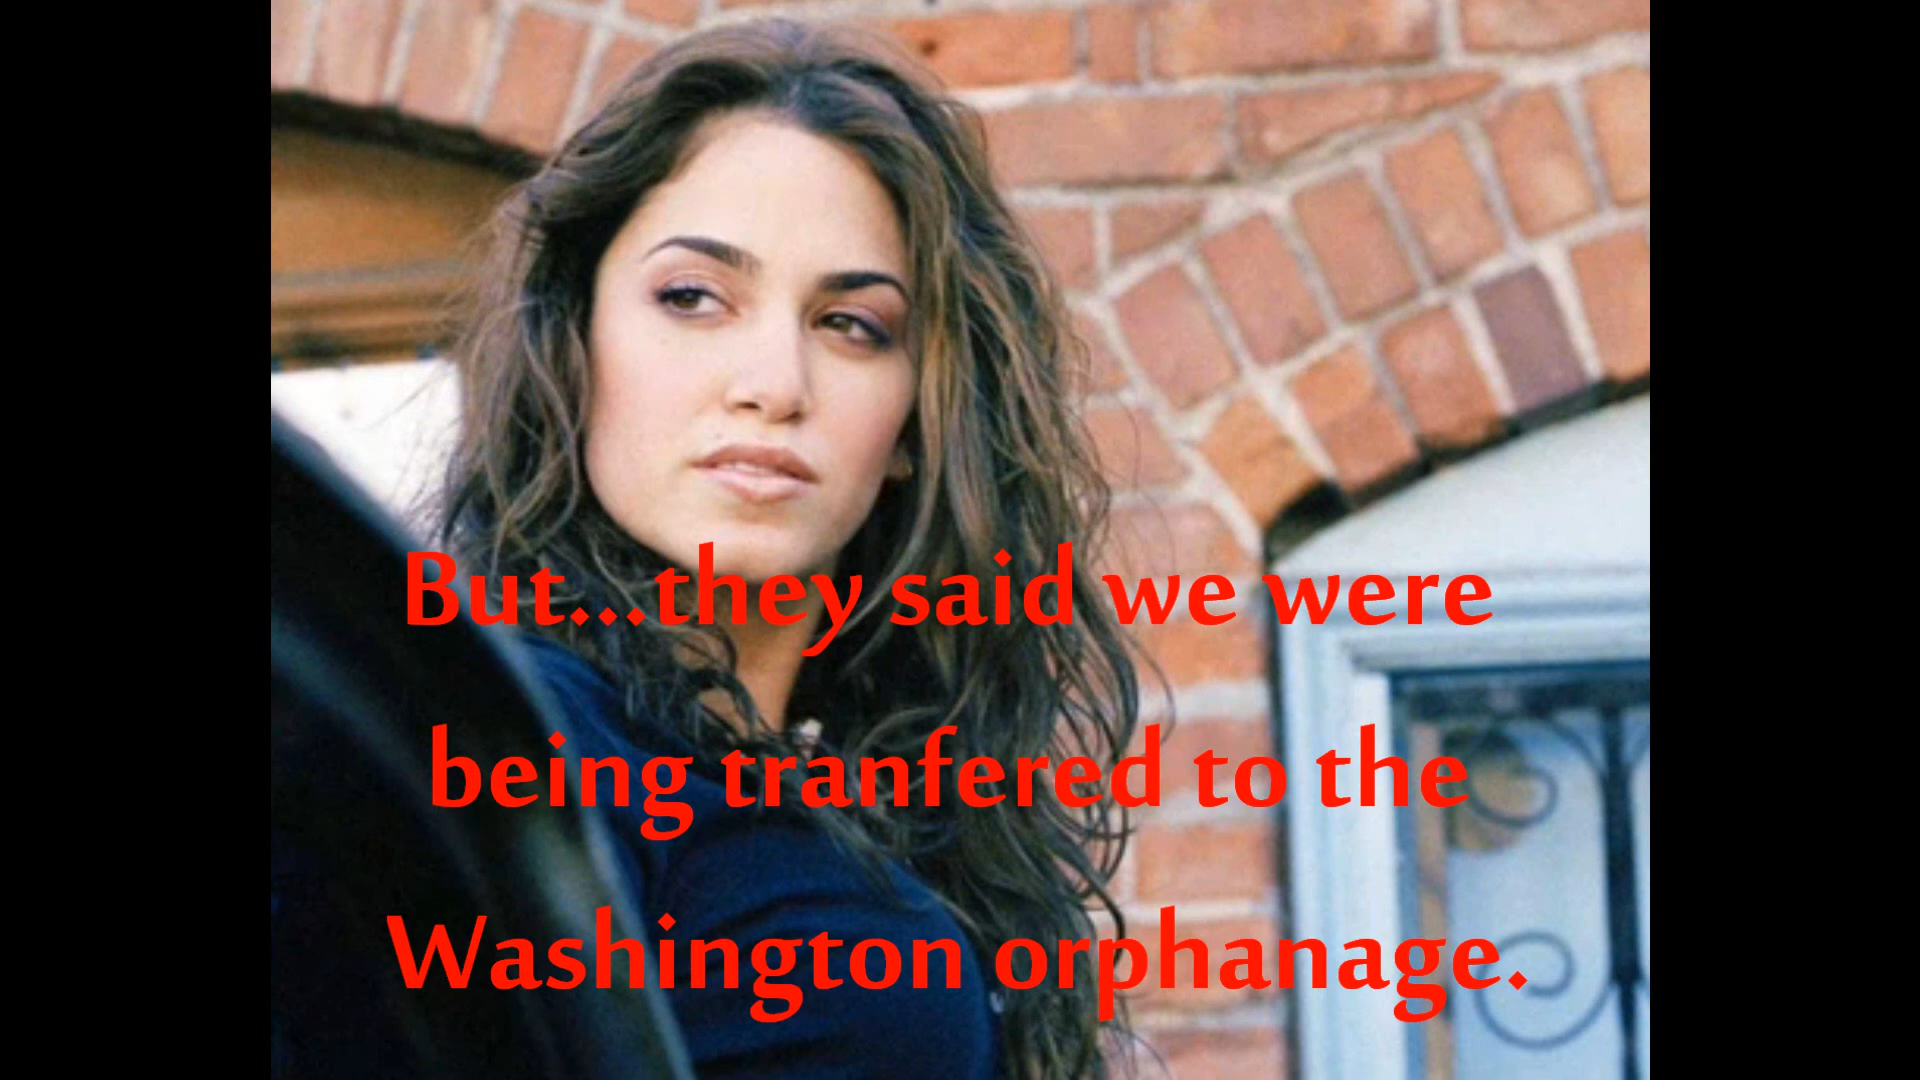 But...they said we were
being tranfered to the
Washington orphanage.